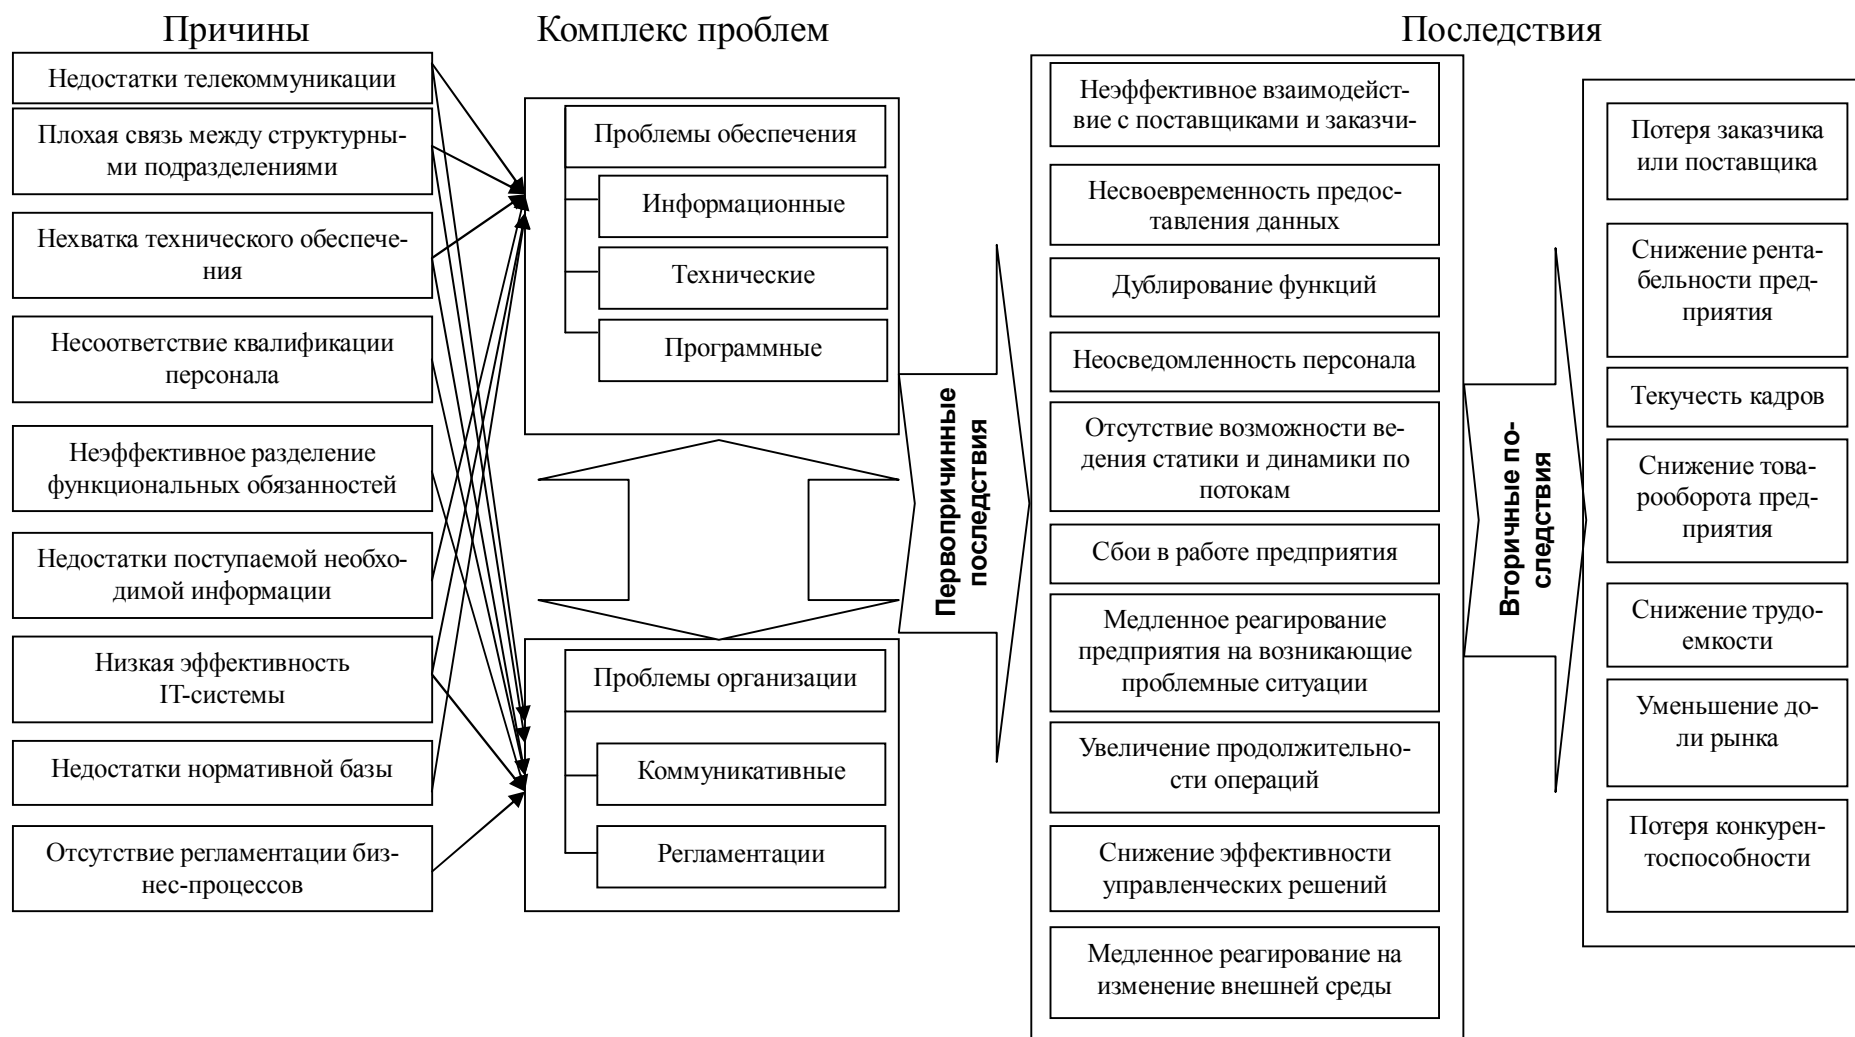 Причины
Комплекс проблем
Последствия
Недостатки телекоммуникации
Плохая связь между структурны-
ми подразделениями
Нехватка технического обеспече-
ния
Несоответствие квалификации
персонала
Неэффективное разделение
функциональных обязанностей
Недостатки поступаемой необхо-
димой информации
Низкая эффективность
IT-системы
Недостатки нормативной базы
Отсутствие регламентации биз-
нес-процессов
Проблемы обеспечения
Информационные
Технические
Программные
Проблемы организации
Коммуникативные
Регламентации
Первопричинные
последствия
Неэффективное взаимодейст-
вие с поставщиками и заказчи-
Несвоевременность предос-
тавления данных
Дублирование функций
Неосведомленность персонала
Отсутствие возможности ве-
дения статики и динамики по
потокам
Сбои в работе предприятия
Медленное реагирование
предприятия на возникающие
проблемные ситуации
Увеличение продолжительно-
сти операций
Снижение эффективности
управленческих решений
Медленное реагирование на
изменение внешней среды
Вторичные по-
следствия
Потеря заказчика
или поставщика
Снижение рента-
бельности пред-
приятия
Текучесть кадров
Снижение това-
рооборота пред-
приятия
Снижение трудо-
емкости
Уменьшение до-
ли рынка
Потеря конкурен-
тоспособности